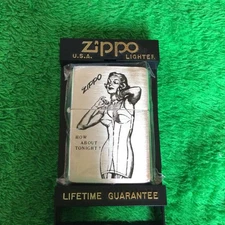 zippo
U.S.A. LIGHTER
ZIPPO
HOW
ABOUT
TONIGHT?
LIFETIME GUARANTEE